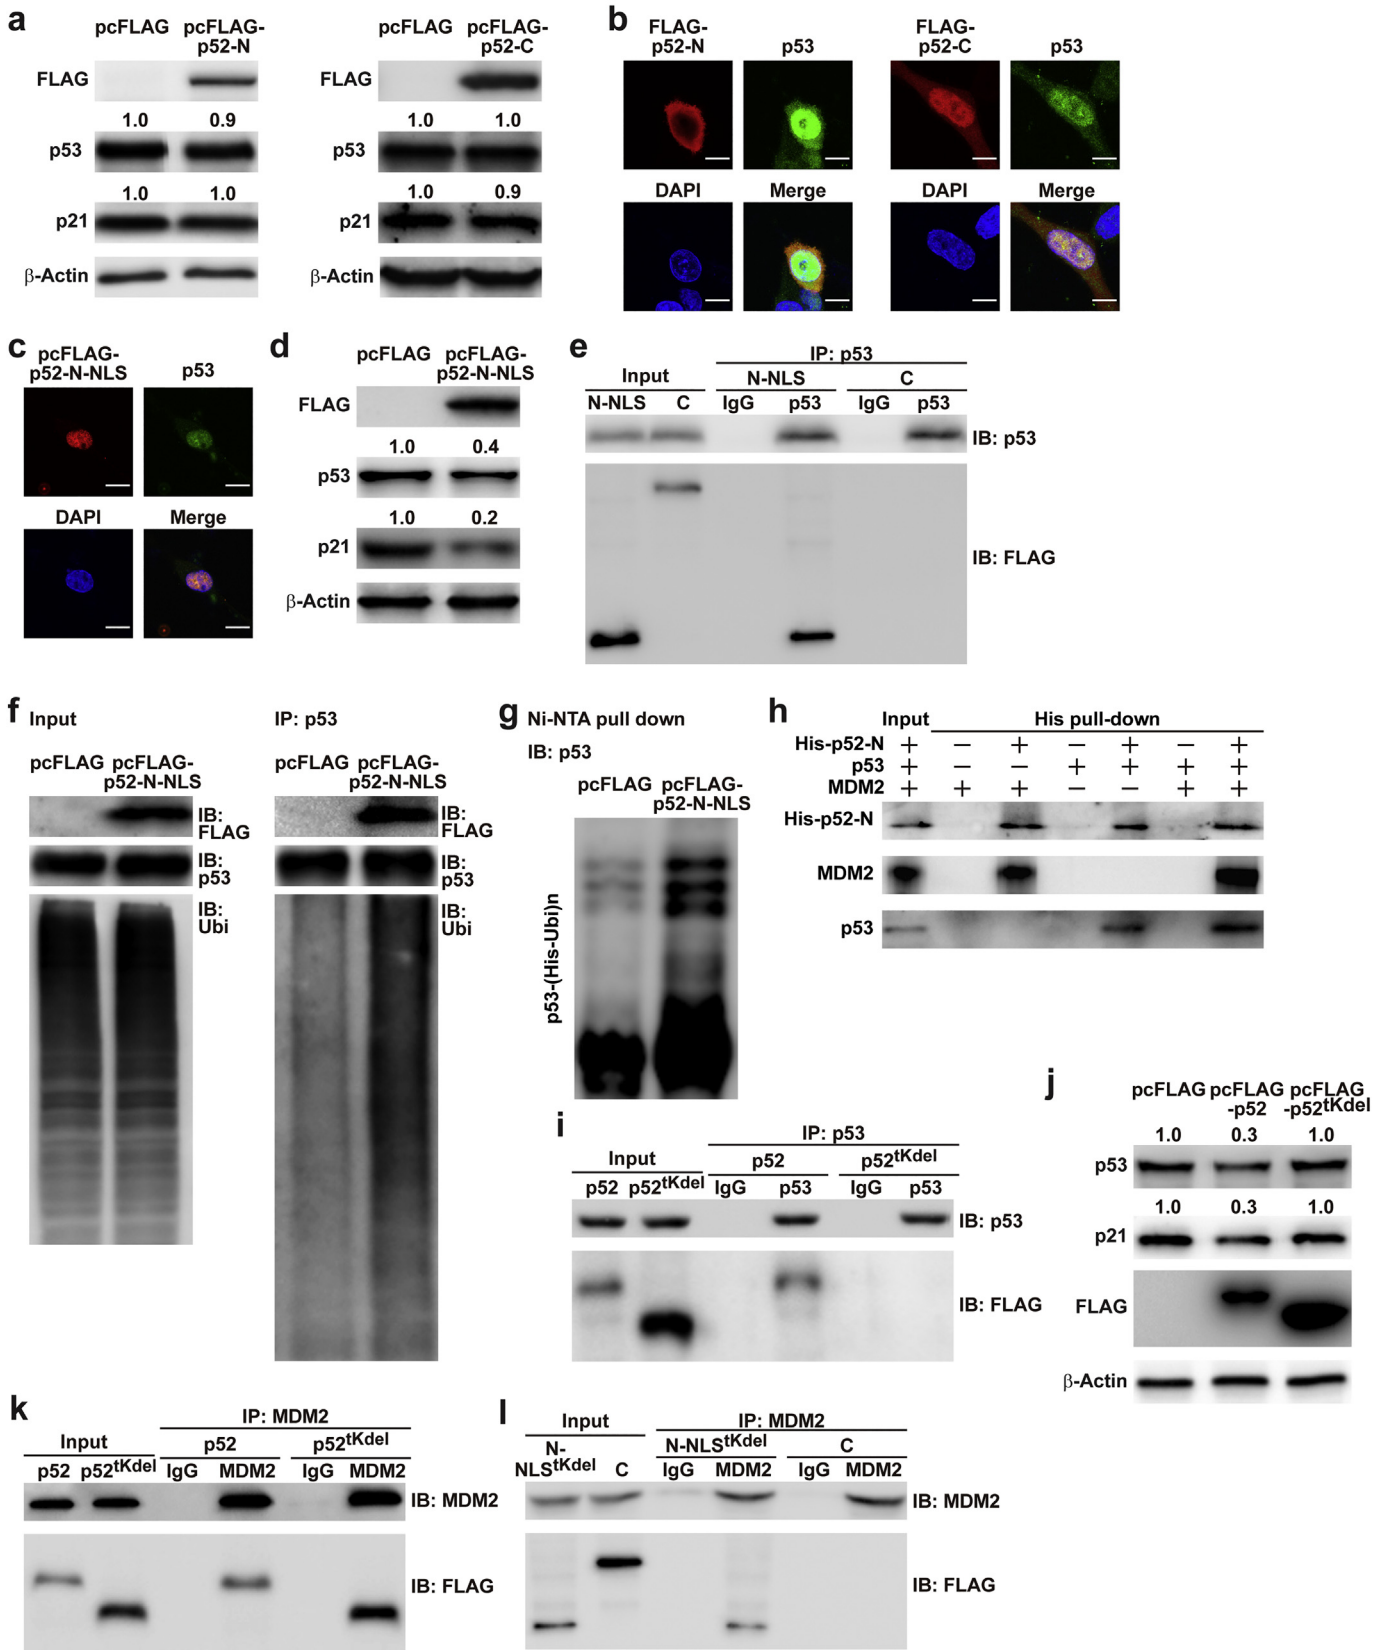 a
pcFLAG pcFLAG-
p52-N
FLAG
1.0 0.9
p53
1.0 1.0
p21
β-Actin
pcFLAG pcFLAG-
p52-C
FLAG
1.0 1.0
p53
1.0 0.9
p21
β-Actin
b
FLAG-
p52-N p53
DAPI Merge
FLAG-
p52-C p53
DAPI Merge
c
pcFLAG-
p52-N-NLS p53
DAPI Merge
d
pcFLAG pcFLAG-
p52-N-NLS
FLAG
1.0 0.4
p53
1.0 0.2
p21
β-Actin
e
IP: p53
Input N-NLS C
N-NLS C IgG p53 IgG p53
IB: p53
IB: FLAG
f Input
pcFLAG pcFLAG-
p52-N-NLS
IB:
FLAG
IB:
p53
IB:
Ubi
IP: p53
pcFLAG pcFLAG-
p52-N-NLS
IB:
FLAG
IB:
p53
IB:
Ubi
g Ni-NTA pull down
IB: p53
pcFLAG pcFLAG-
p52-N-NLS
p53-(His-Ubi)n
h
Input His pull-down
His-p52-N + − + − + − +
p53 + − − + + + +
MDM2 + + + − − + +
His-p52-N
MDM2
p53
i
IP: p53
Input p52 p52tKdel
p52 p52tKdel IgG p53 IgG p53
IB: p53
IB: FLAG
j
pcFLAG pcFLAG pcFLAG
-p52 -p52tKdel
1.0 0.3 1.0
p53
1.0 0.3 1.0
p21
FLAG
β-Actin
k
IP: MDM2
Input p52 p52tKdel
p52 p52tKdel IgG MDM2 IgG MDM2
IB: MDM2
IB: FLAG
l
Input IP: MDM2
N- N-NLStKdel C
NLStKdel C IgG MDM2 IgG MDM2
IB: MDM2
IB: FLAG